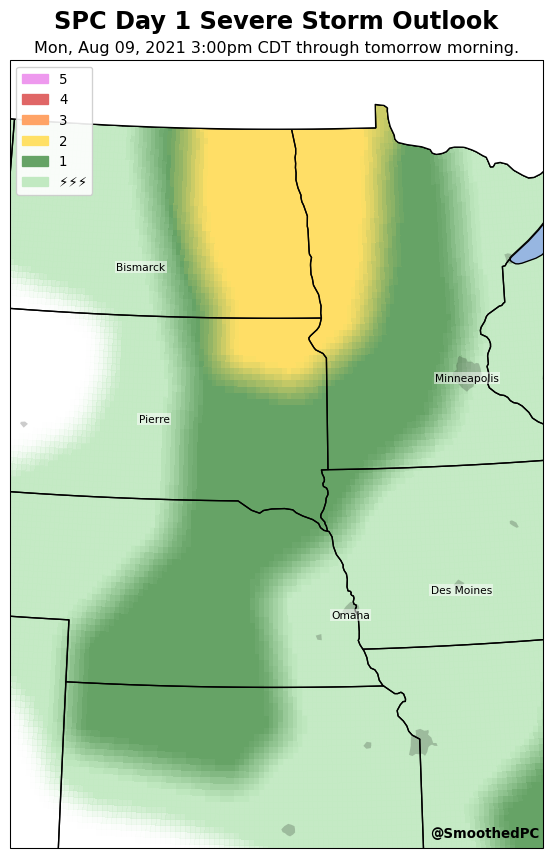 SPC Day 1 Severe Storm Outlook
Mon, Aug 09, 2021 3:00pm CDT through tomorrow morning.
5
4
3
2
1
⚡⚡⚡
Bismarck
Minneapolis
Pierre
Des Moines
Omaha
@SmoothedPC